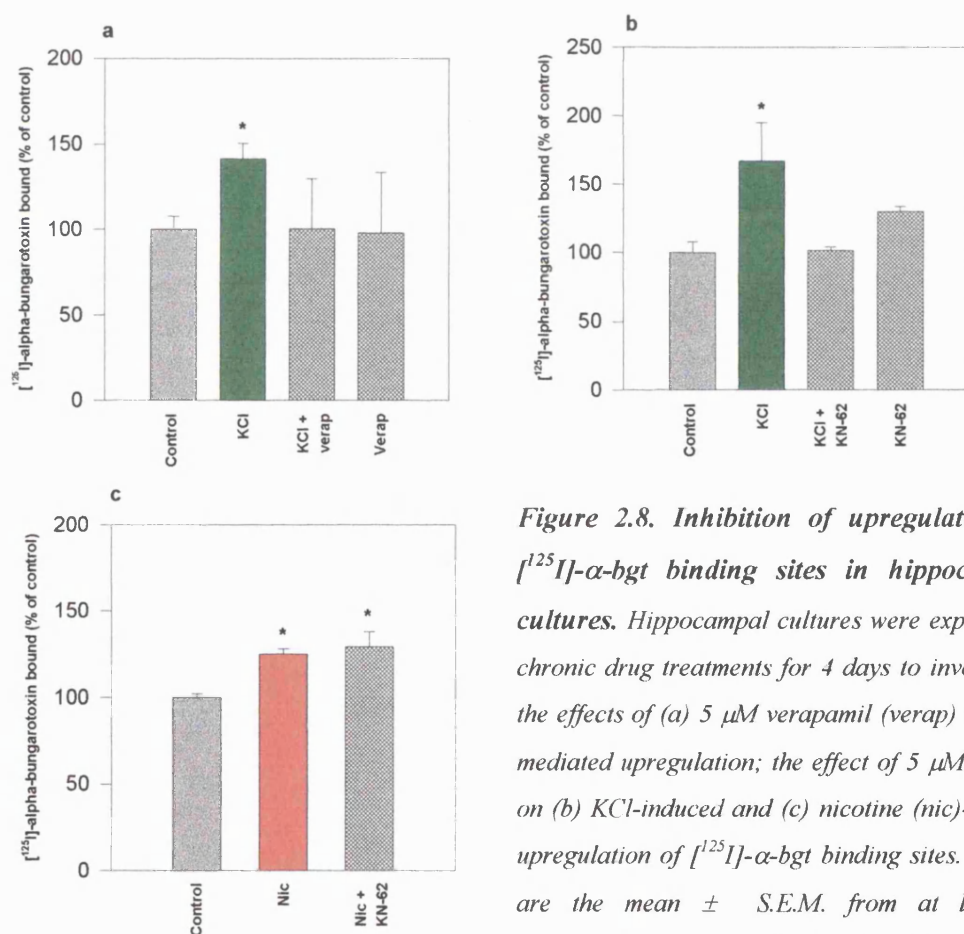 a
[¹²⁵I]-alpha-bungarotoxin bound (% of control)
200
150
100
50
0
*
Control
KCl
KCl +
verap
Verap
b
[¹²⁵I]-alpha-bungarotoxin bound (% of control)
250
200
150
100
50
0
*
Control
KCl
KCl +
KN-62
KN-62
c
[¹²⁵I]-alpha-bungarotoxin bound (% of control)
200
150
100
50
0
*
*
Control
Nic
Nic +
KN-62
Figure 2.8. Inhibition of upregulat
[¹²⁵I]-α-bgt binding sites in hippoc
cultures. Hippocampal cultures were exp
chronic drug treatments for 4 days to inve
the effects of (a) 5 μM verapamil (verap)
mediated upregulation; the effect of 5 μM
on (b) KCl-induced and (c) nicotine (nic)-
upregulation of [¹²⁵I]-α-bgt binding sites.
are the mean ± S.E.M. from at l